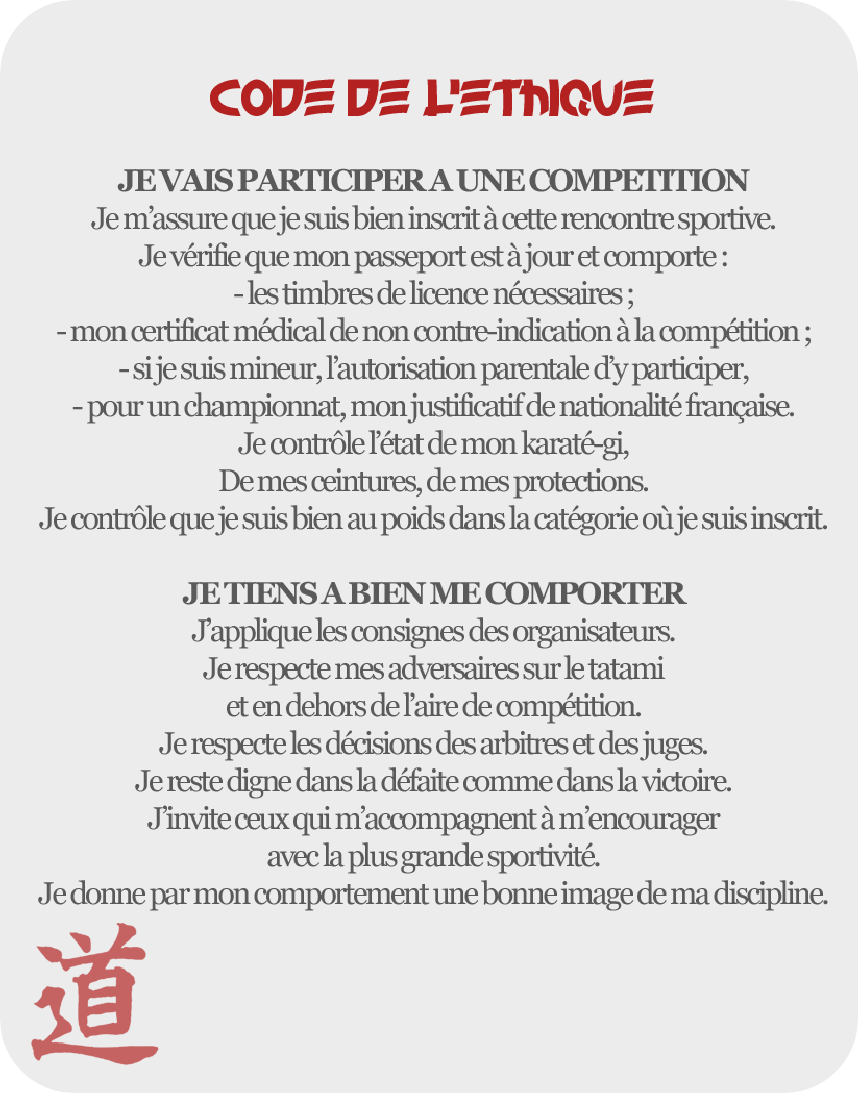 CODE DE L'ETHIQUE
JE VAIS PARTICIPER A UNE COMPETITION
Je m’assure que je suis bien inscrit à cette rencontre sportive.
Je vérifie que mon passeport est à jour et comporte :
- les timbres de licence nécessaires ;
- mon certificat médical de non contre-indication à la compétition ;
- si je suis mineur, l’autorisation parentale d’y participer,
- pour un championnat, mon justificatif de nationalité française.
Je contrôle l’état de mon karaté-gi,
De mes ceintures, de mes protections.
Je contrôle que je suis bien au poids dans la catégorie où je suis inscrit.
JE TIENS A BIEN ME COMPORTER
J’applique les consignes des organisateurs.
Je respecte mes adversaires sur le tatami
et en dehors de l’aire de compétition.
Je respecte les décisions des arbitres et des juges.
Je reste digne dans la défaite comme dans la victoire.
J’invite ceux qui m’accompagnent à m’encourager
avec la plus grande sportivité.
Je donne par mon comportement une bonne image de ma discipline.
道